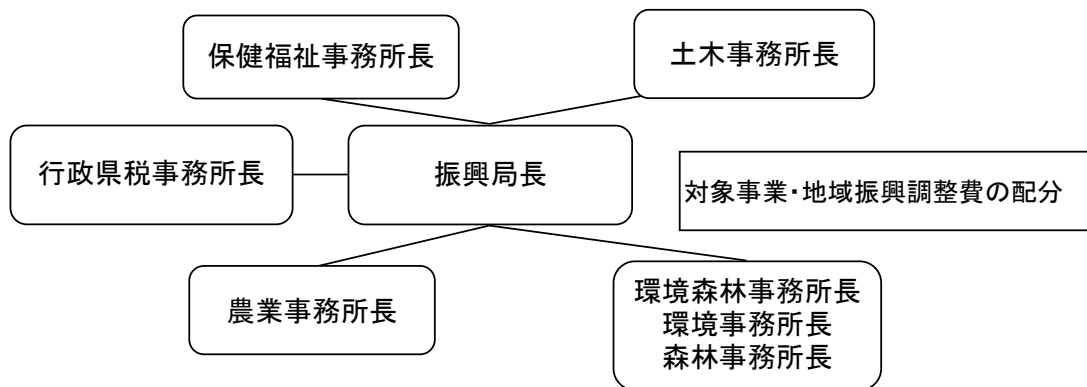 保健福祉事務所長
土木事務所長
行政県税事務所長
振興局長
対象事業・地域振興調整費の配分
農業事務所長
環境森林事務所長
環境事務所長
森林事務所長